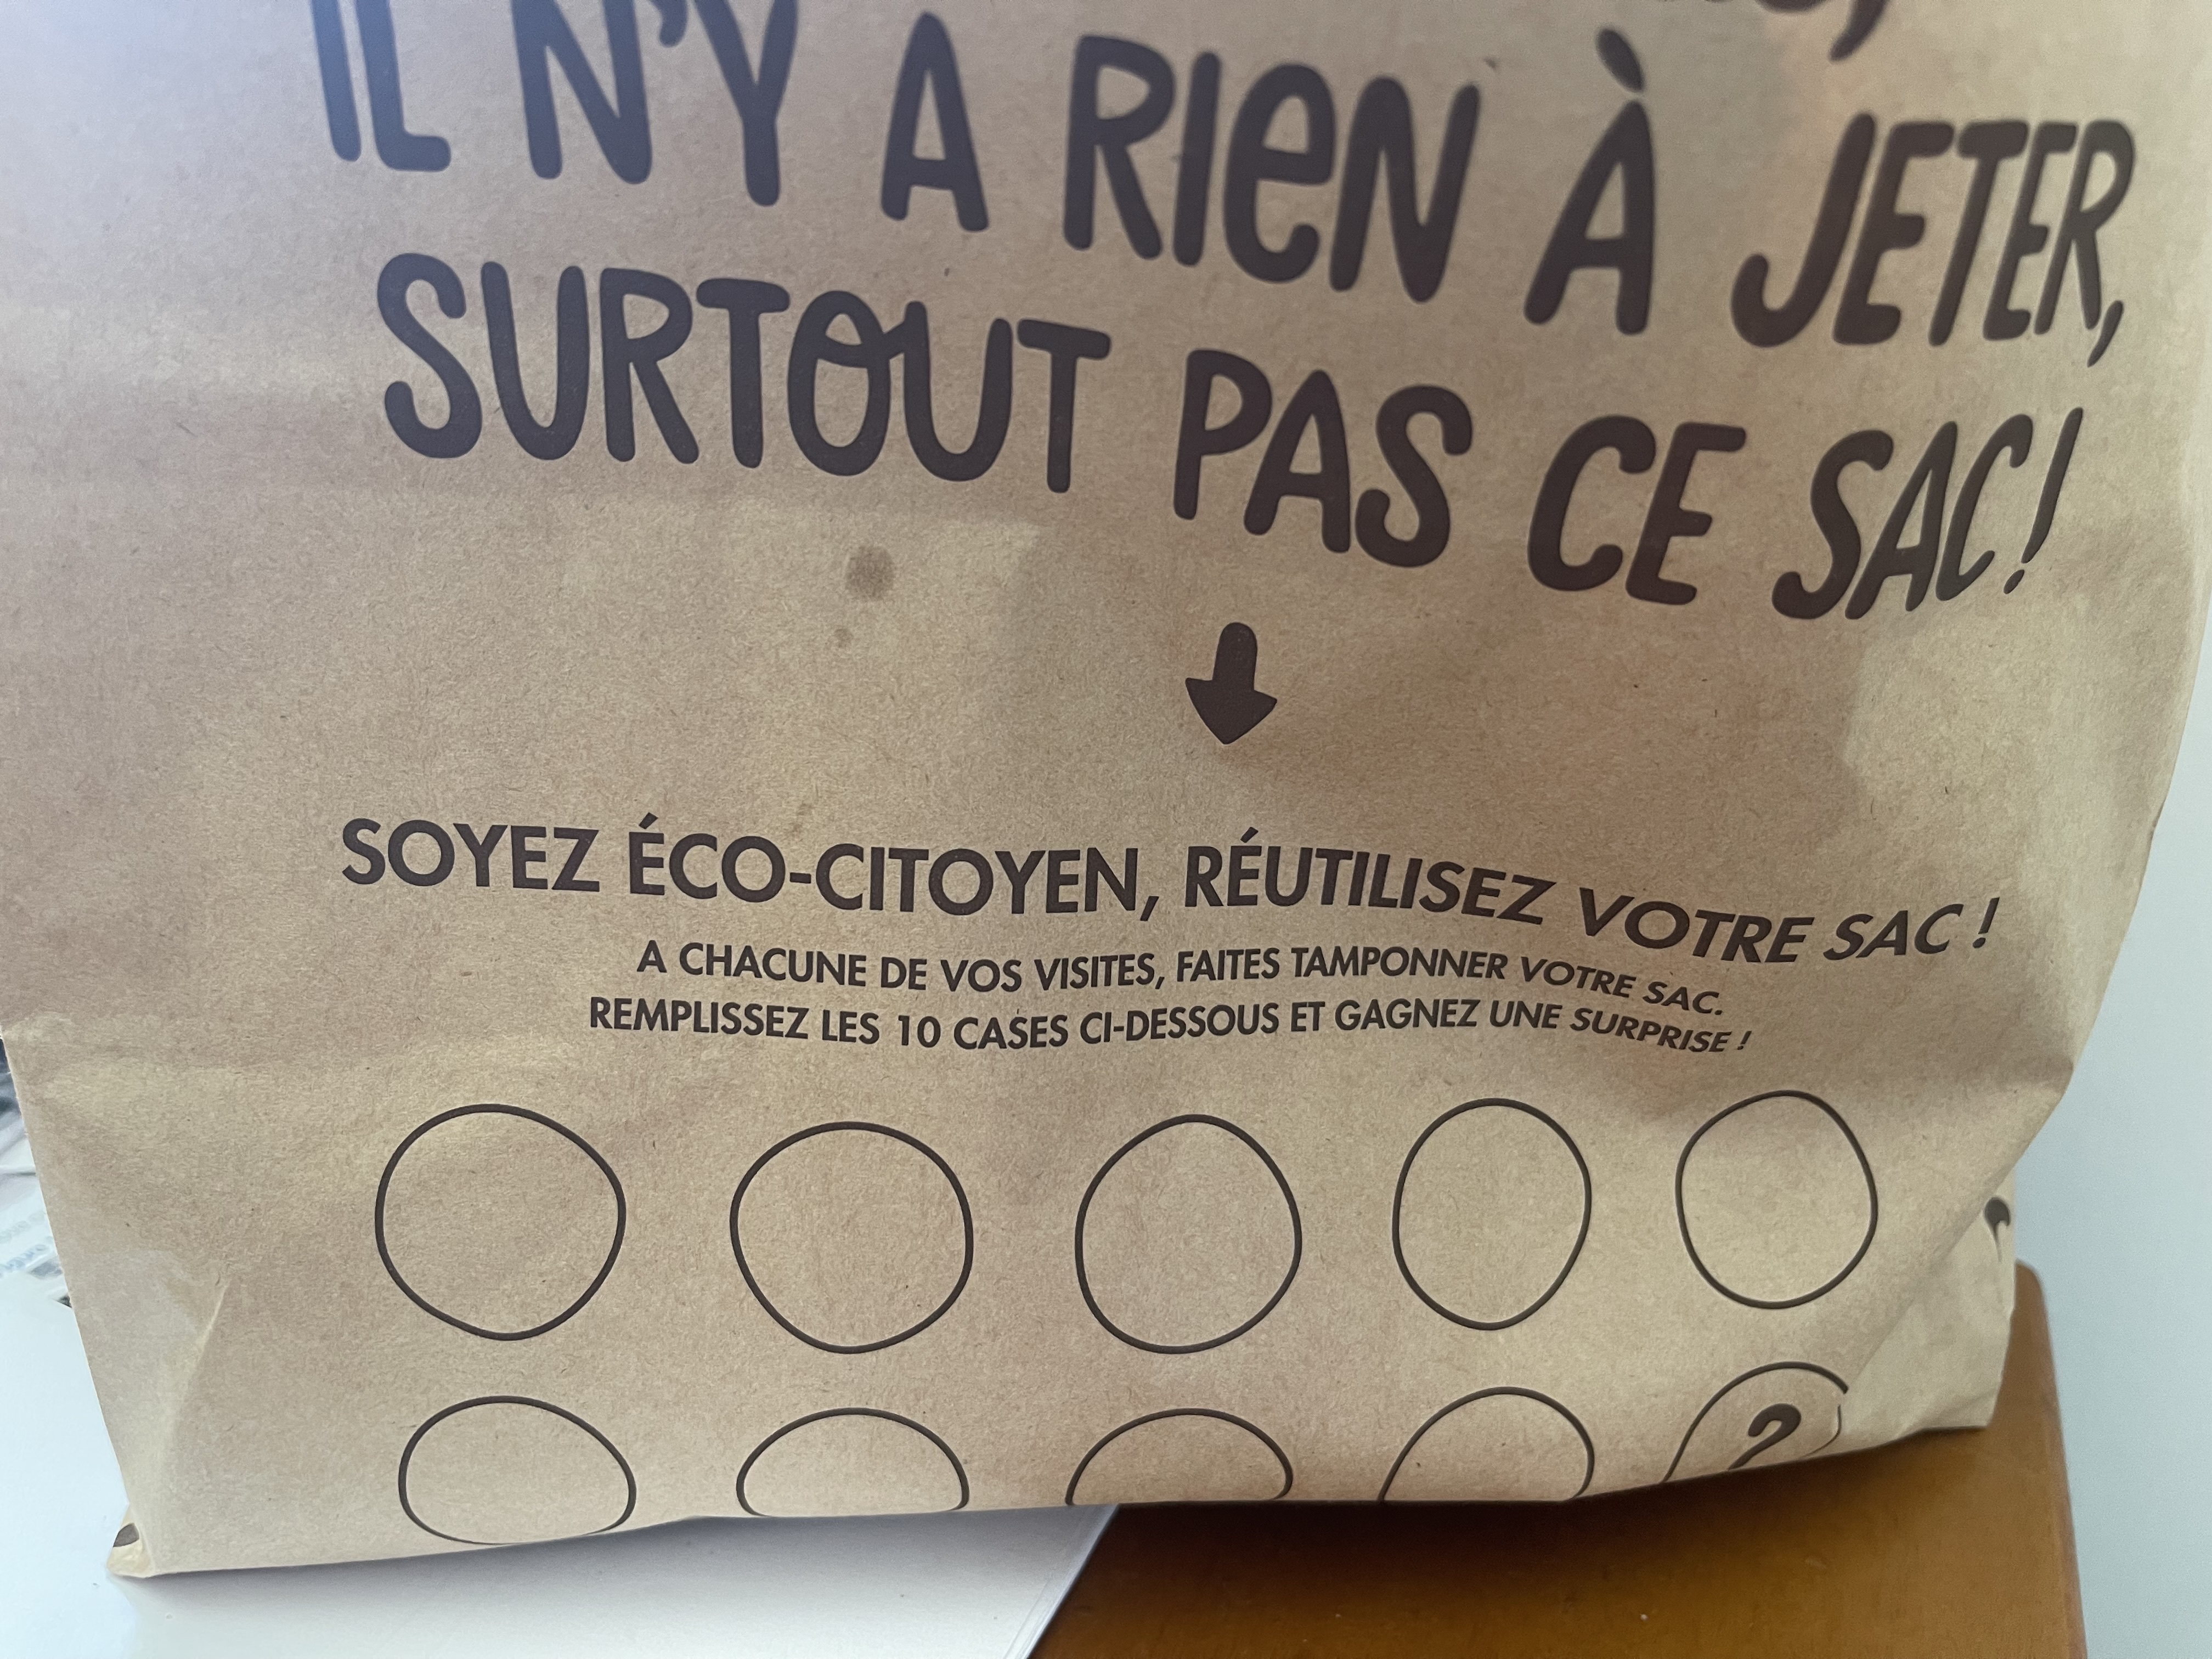 IL N'Y A RIEN À JETER,
SURTOUT PAS CE SAC!
SOYEZ ÉCO-CITOYEN, RÉUTILISEZ VOTRE SAC !
A CHACUNE DE VOS VISITES, FAITES TAMPONNER VOTRE SAC.
REMPLISSEZ LES 10 CASES CI-DESSOUS ET GAGNEZ UNE SURPRISE !
?